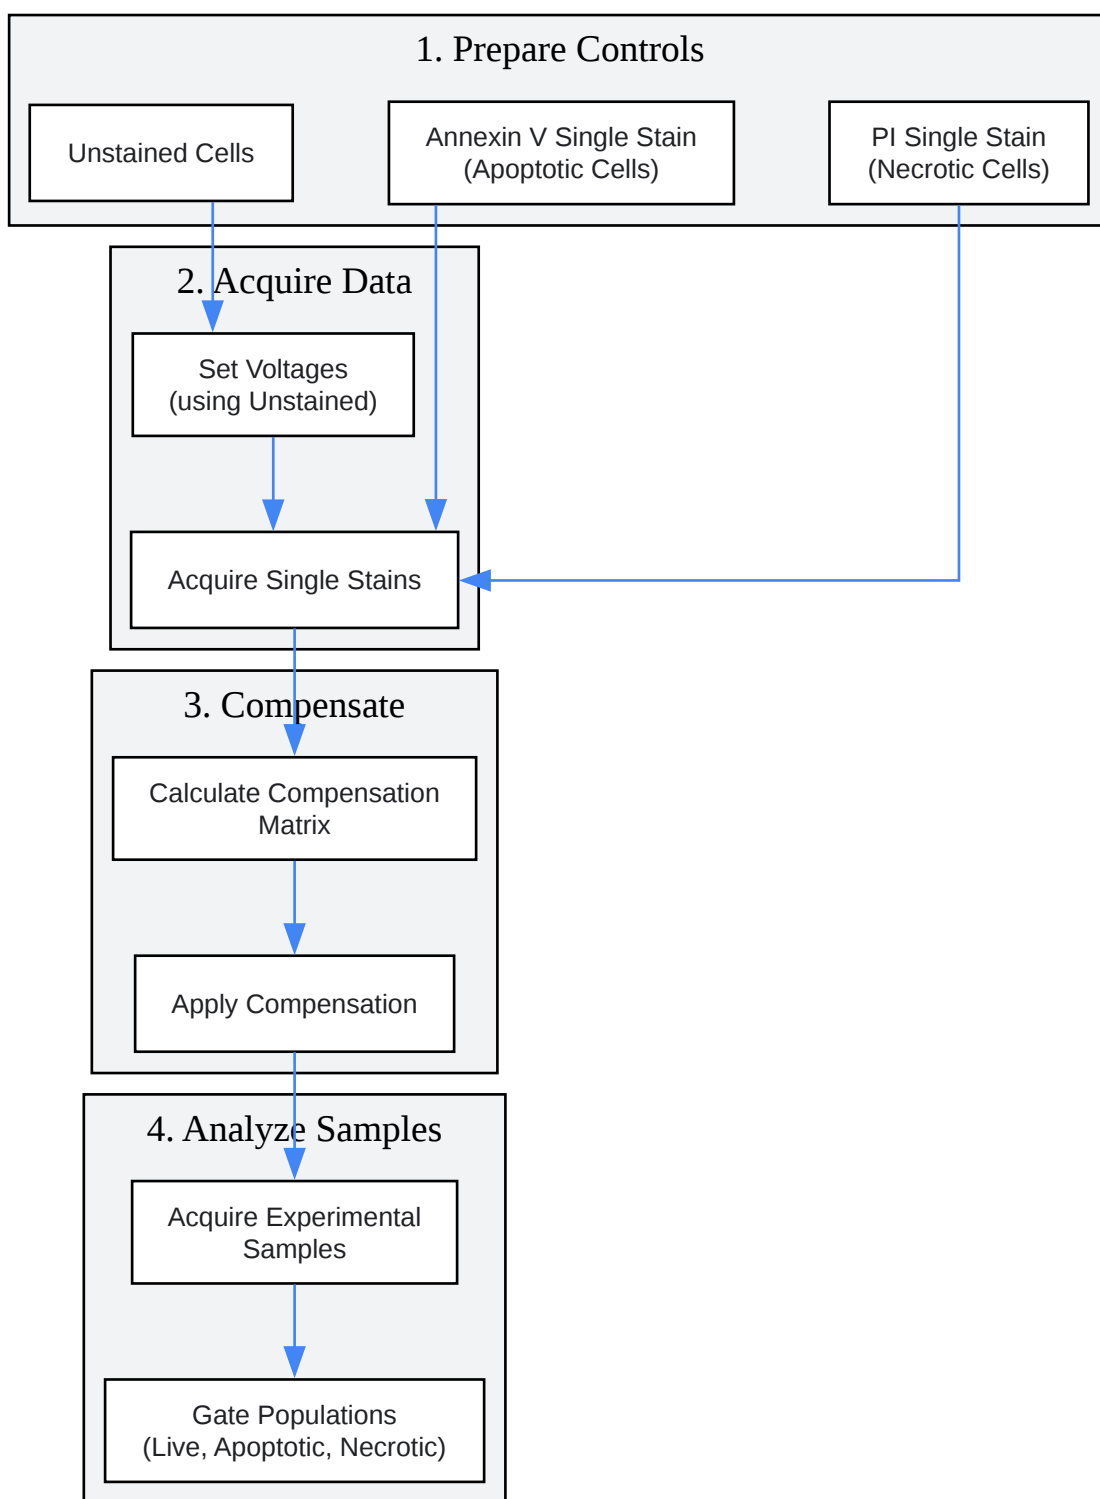 1. Prepare Controls
Unstained Cells
Annexin V Single Stain
(Apoptotic Cells)
PI Single Stain
(Necrotic Cells)
2. Acquire Data
Set Voltages
(using Unstained)
Acquire Single Stains
3. Compensate
Calculate Compensation
Matrix
Apply Compensation
4. Analyze Samples
Acquire Experimental
Samples
Gate Populations
(Live, Apoptotic, Necrotic)